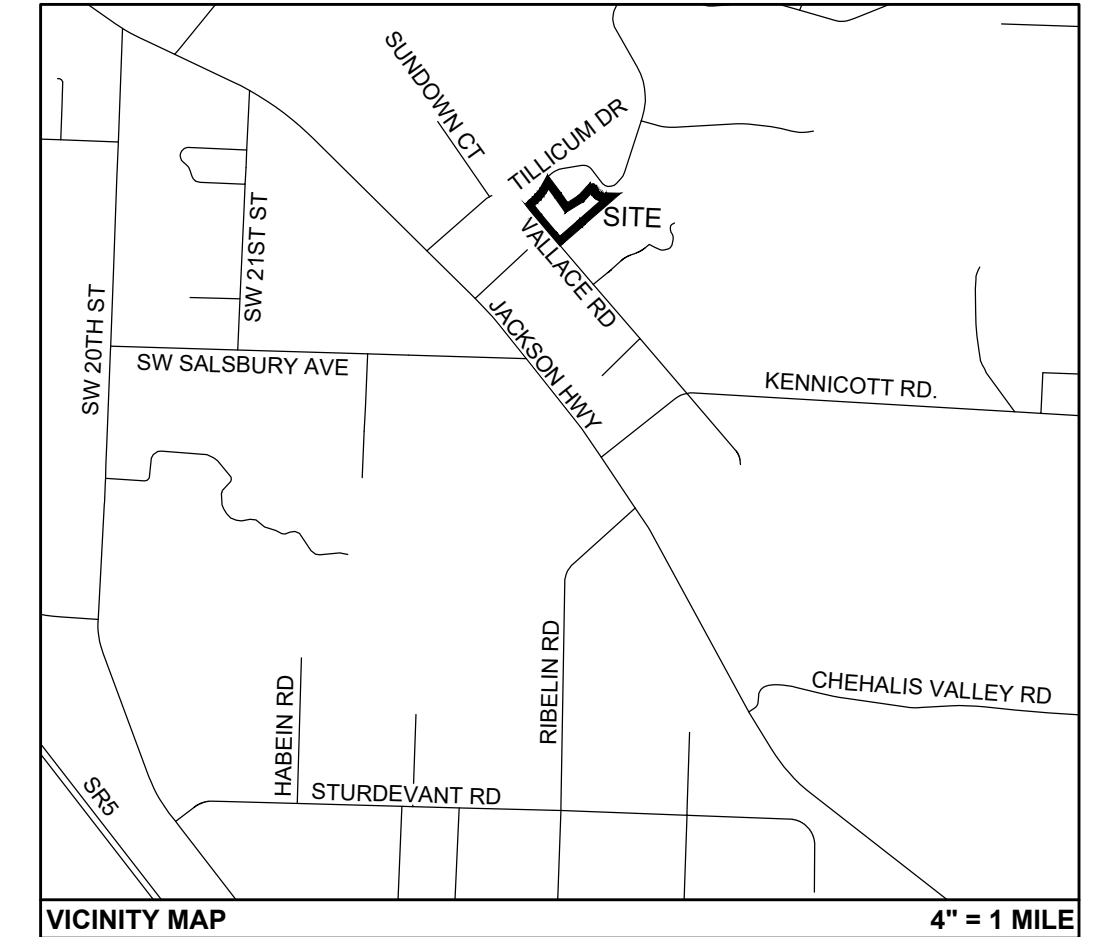 SUNDOWN CT
TILLICUM DR
SITE
VALLACE RD
SW 21ST ST
SW 20TH ST
JACKSON HWY
SW SALSBURY AVE
KENNICOTT RD.
RIBELIN RD
CHEHALIS VALLEY RD
HABEIN RD
STURDEVANT RD
SR5
VICINITY MAP
4" = 1 MILE